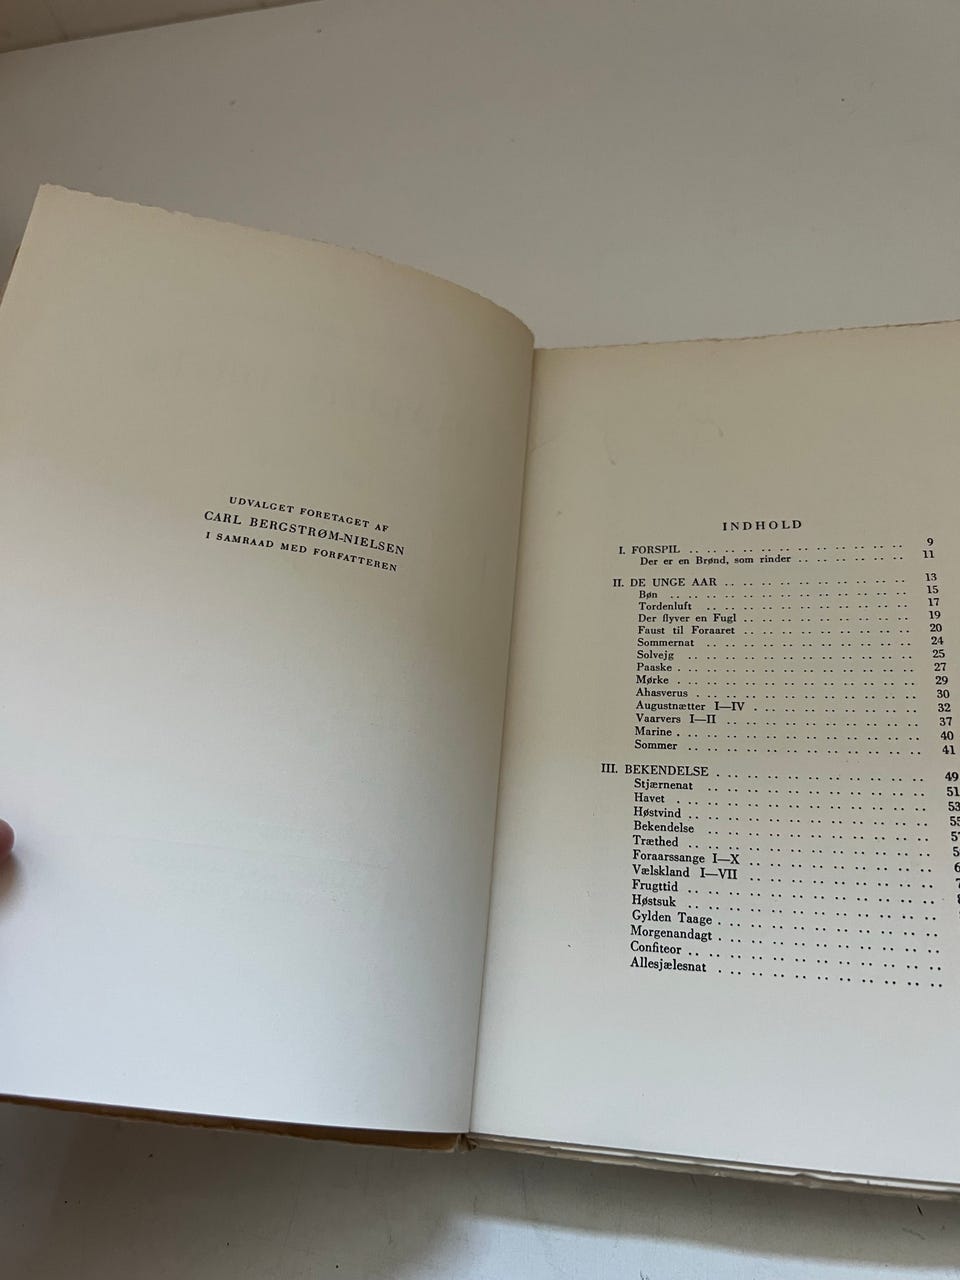 UDVALGET FORETAGET AF
CARL BERGSTRØM-NIELSEN
I SAMRAAD MED FORFATTEREN
INDHOLD
I. FORSPIL .. .. .. .. .. .. .. .. .. .. .. .. 9
Der er en Brønd, som rinder .. .. .. .. .. .. 11
II. DE UNGE AAR .. .. .. .. .. .. .. .. .. .. 13
Bøn .. .. .. .. .. .. .. .. .. .. .. .. .. 15
Tordenluft .. .. .. .. .. .. .. .. .. .. .. 17
Der flyver en Fugl .. .. .. .. .. .. .. .. .. 19
Faust til Foraaret .. .. .. .. .. .. .. .. .. 20
Sommernat .. .. .. .. .. .. .. .. .. .. .. 24
Solvejg .. .. .. .. .. .. .. .. .. .. .. .. 25
Paaske .. .. .. .. .. .. .. .. .. .. .. .. 27
Mørke .. .. .. .. .. .. .. .. .. .. .. .. 29
Ahasverus .. .. .. .. .. .. .. .. .. .. .. 30
Augustnætter I—IV .. .. .. .. .. .. .. .. 32
Vaarvers I—II .. .. .. .. .. .. .. .. .. .. 37
Marine .. .. .. .. .. .. .. .. .. .. .. .. 40
Sommer .. .. .. .. .. .. .. .. .. .. .. .. 41
III. BEKENDELSE .. .. .. .. .. .. .. .. .. .. 49
Stjærnenat .. .. .. .. .. .. .. .. .. .. .. 51
Havet .. .. .. .. .. .. .. .. .. .. .. .. 53
Høstvind .. .. .. .. .. .. .. .. .. .. .. 55
Bekendelse .. .. .. .. .. .. .. .. .. .. ..
Træthed .. .. .. .. .. .. .. .. .. .. .. ..
Foraarssange I—X .. .. .. .. .. .. .. .. ..
Vælskland I—VII .. .. .. .. .. .. .. .. ..
Frugttid .. .. .. .. .. .. .. .. .. .. .. ..
Høstsuk .. .. .. .. .. .. .. .. .. .. .. ..
Gylden Taage .. .. .. .. .. .. .. .. .. ..
Morgenandagt .. .. .. .. .. .. .. .. .. ..
Confiteor .. .. .. .. .. .. .. .. .. .. .. ..
Allesjælesnat .. .. .. .. .. .. .. .. .. ..